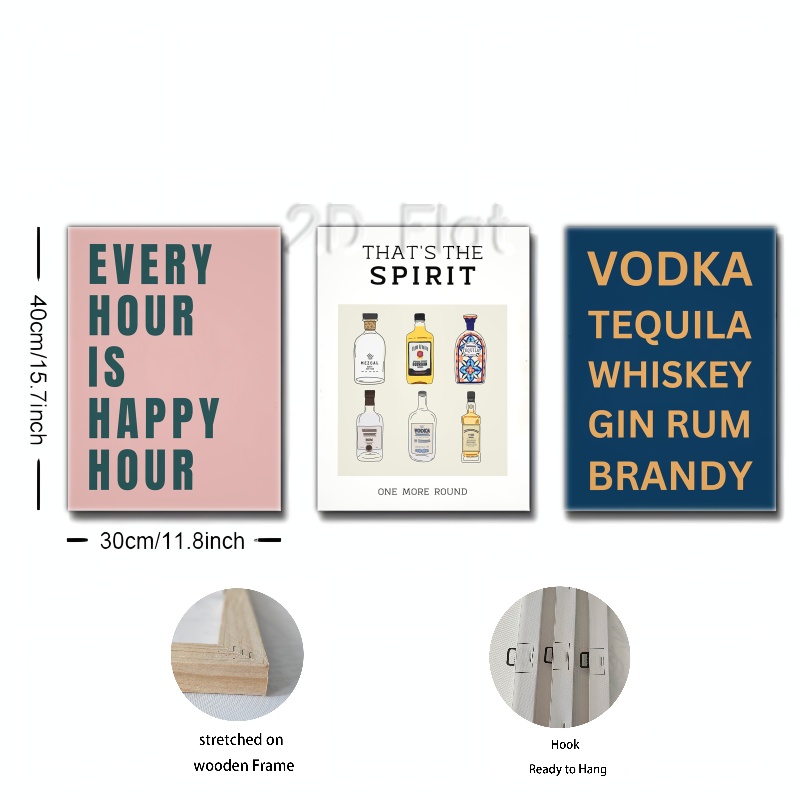 2D Flat
EVERY
HOUR
IS
HAPPY
HOUR
THAT'S THE
SPIRIT
MEZCAL
VODKA
ONE MORE ROUND
VODKA
TEQUILA
WHISKEY
GIN RUM
BRANDY
40cm/15.7inch
30cm/11.8inch
stretched on
wooden Frame
Hook
Ready to Hang